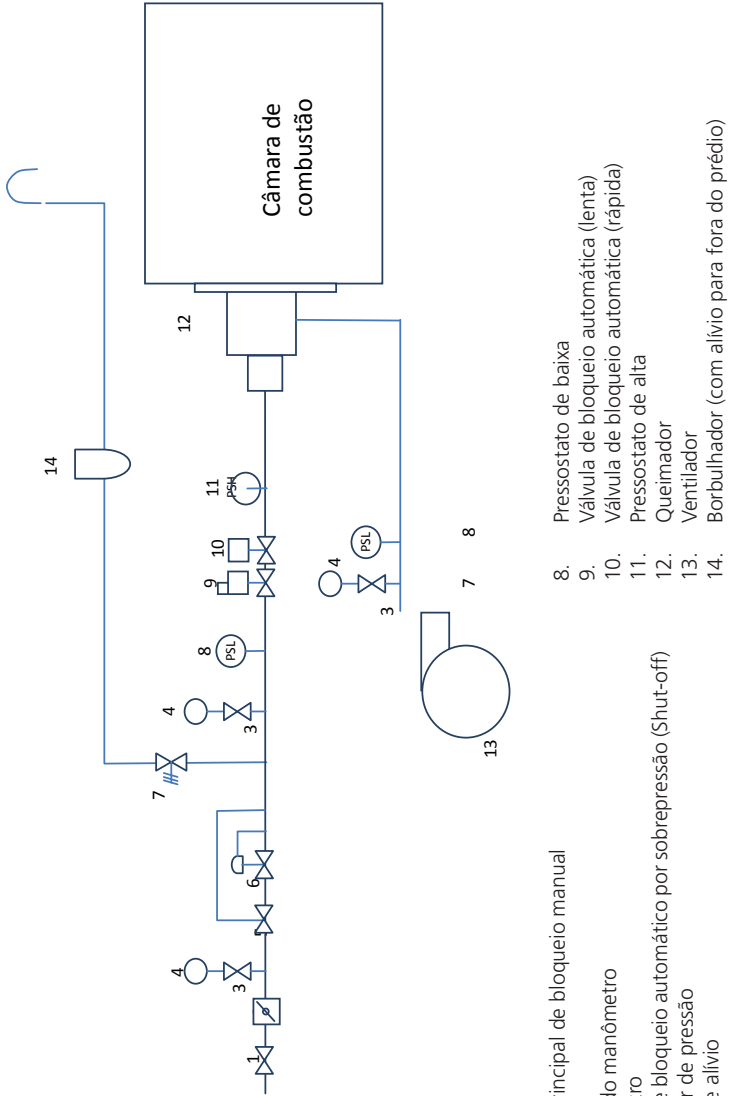 14
12
Câmara de
combustão
11
PSH
10
9
8
PSL
4
3
7
6
4
3
1
4
3
PSL
7
8
13
rincipal de bloqueio manual
do manômetro
e bloqueio automático por sobrepressão (Shut-off)
r de pressão
e alívio
8. Pressostato de baixa
9. Válvula de bloqueio automática (lenta)
10. Válvula de bloqueio automática (rápida)
11. Pressostato de alta
12. Queimador
13. Ventilador
14. Borbulhador (com alívio para fora do prédio)